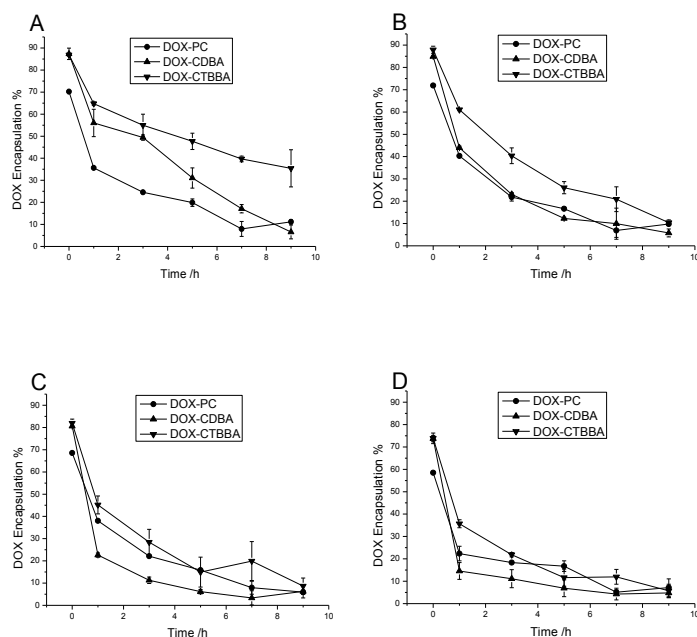 A
DOX-PC
DOX-CDBA
DOX-CTBBA
90
80
70
60
50
40
30
20
10
0
DOX Encapsulation %
0 2 4 6 8 10
Time /h
B
DOX-PC
DOX-CDBA
DOX-CTBBA
90
80
70
60
50
40
30
20
10
0
DOX Encapsulation %
0 2 4 6 8 10
Time /h
C
DOX-PC
DOX-CDBA
DOX-CTBBA
90
80
70
60
50
40
30
20
10
0
DOX Encapsulation %
0 2 4 6 8 10
Time /h
D
DOX-PC
DOX-CDBA
DOX-CTBBA
90
80
70
60
50
40
30
20
10
0
DOX Encapsulation %
0 2 4 6 8 10
Time /h